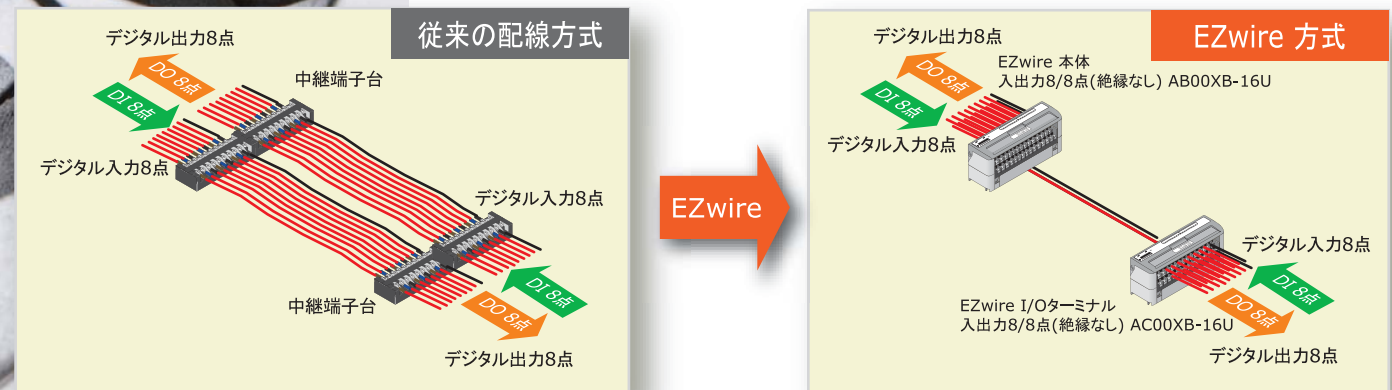 従来の配線方式
デジタル出力8点
DO 8点
DI 8点
中継端子台
デジタル入力8点
デジタル入力8点
中継端子台
DI 8点
DO 8点
デジタル出力8点
EZwire
EZwire 方式
デジタル出力8点
DO 8点
DI 8点
EZwire 本体
入出力8/8点(絶縁なし) AB00XB-16U
デジタル入力8点
デジタル入力8点
EZwire I/Oターミナル
入出力8/8点(絶縁なし) AC00XB-16U
DI 8点
DO 8点
デジタル出力8点